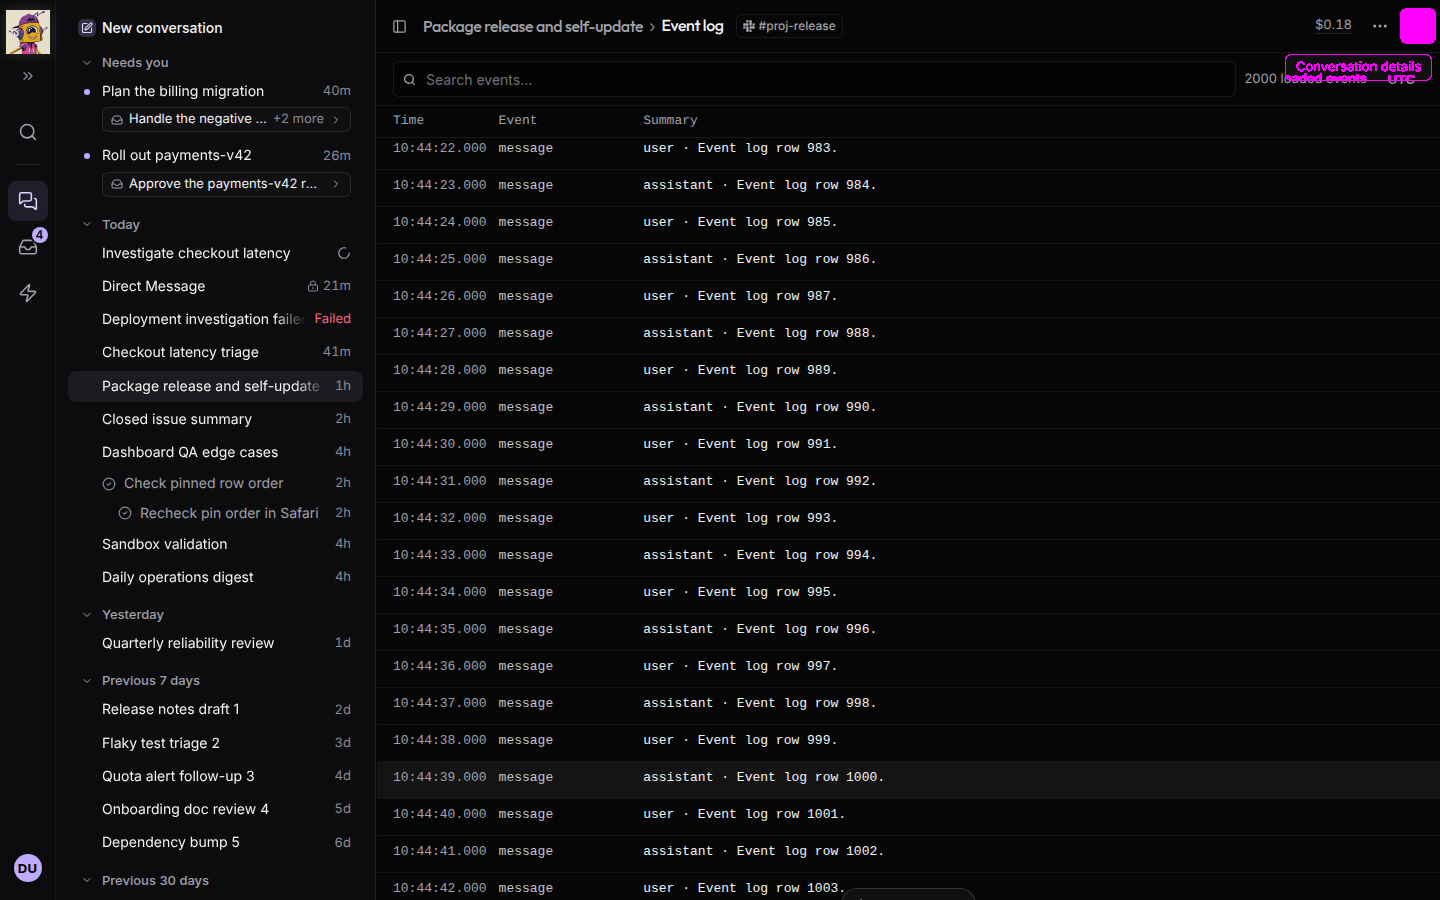 New conversation
Needs you
Plan the billing migration 40m
Handle the negative ... +2 more
Roll out payments-v42 26m
Approve the payments-v42 r...
Today
Investigate checkout latency
Direct Message 21m
Deployment investigation failed Failed
Checkout latency triage 41m
Package release and self-update 1h
Closed issue summary 2h
Dashboard QA edge cases 4h
Check pinned row order 2h
Recheck pin order in Safari 2h
Sandbox validation 4h
Daily operations digest 4h
Yesterday
Quarterly reliability review 1d
Previous 7 days
Release notes draft 1 2d
Flaky test triage 2 3d
Quota alert follow-up 3 4d
Onboarding doc review 4 5d
Dependency bump 5 6d
Previous 30 days
4
DU
Package release and self-update › Event log #proj-release $0.18
Conversation details
Search events... 2000 loaded events UTC
Time Event Summary
10:44:22.000 message user · Event log row 983.
10:44:23.000 message assistant · Event log row 984.
10:44:24.000 message user · Event log row 985.
10:44:25.000 message assistant · Event log row 986.
10:44:26.000 message user · Event log row 987.
10:44:27.000 message assistant · Event log row 988.
10:44:28.000 message user · Event log row 989.
10:44:29.000 message assistant · Event log row 990.
10:44:30.000 message user · Event log row 991.
10:44:31.000 message assistant · Event log row 992.
10:44:32.000 message user · Event log row 993.
10:44:33.000 message assistant · Event log row 994.
10:44:34.000 message user · Event log row 995.
10:44:35.000 message assistant · Event log row 996.
10:44:36.000 message user · Event log row 997.
10:44:37.000 message assistant · Event log row 998.
10:44:38.000 message user · Event log row 999.
10:44:39.000 message assistant · Event log row 1000.
10:44:40.000 message user · Event log row 1001.
10:44:41.000 message assistant · Event log row 1002.
10:44:42.000 message user · Event log row 1003.